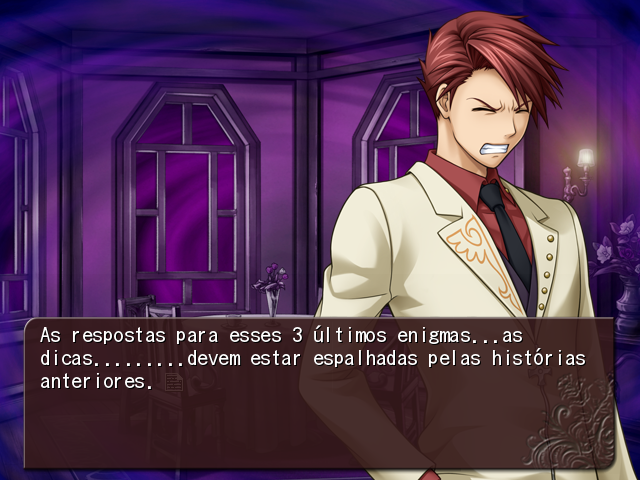 As respostas para esses 3 últimos enigmas...as
dicas.........devem estar espalhadas pelas histórias
anteriores.